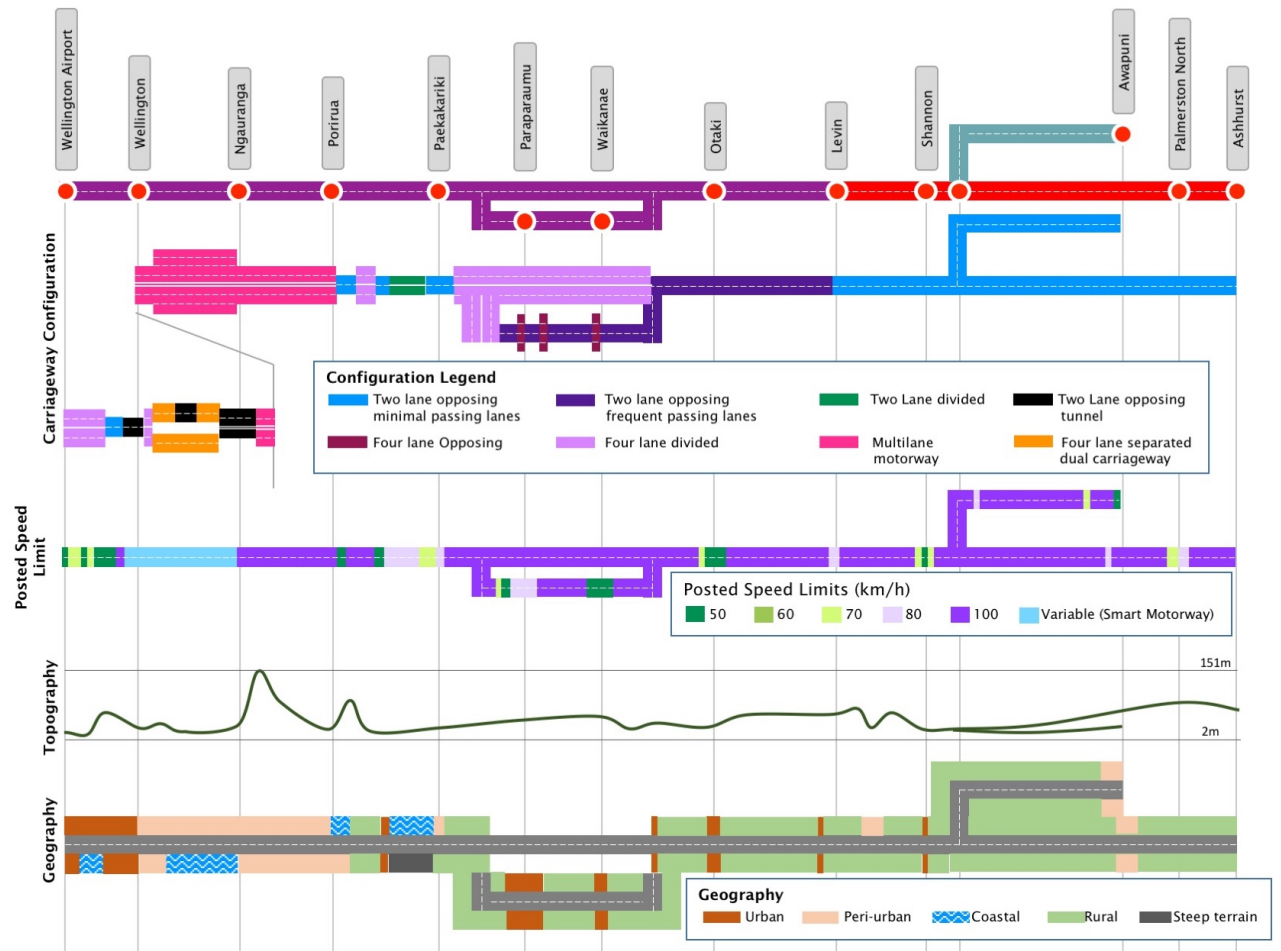 Wellington Airport
Wellington
Ngauranga
Porirua
Paekakariki
Paraparaumu
Waikanae
Otaki
Levin
Shannon
Awapuni
Palmerston North
Ashhurst
Carriageway Configuration
Configuration Legend
Two lane opposing
minimal passing lanes
Two lane opposing
frequent passing lanes
Two Lane divided
Two Lane opposing
tunnel
Four lane Opposing
Four lane divided
Multilane
motorway
Four lane separated
dual carriageway
Posted Speed
Limit
Posted Speed Limits (km/h)
50
60
70
80
100
Variable (Smart Motorway)
Topography
151m
2m
Geography
Geography
Urban
Peri-urban
Coastal
Rural
Steep terrain